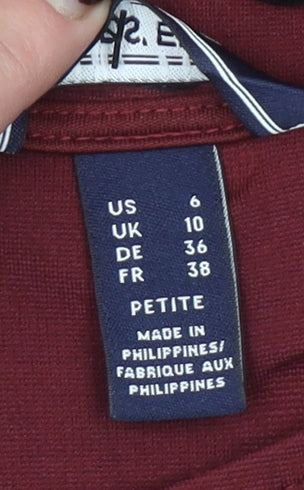 US 6
UK 10
DE 36
FR 38
PETITE
MADE IN
PHILIPPINES/
FABRIQUE AUX
PHILIPPINES